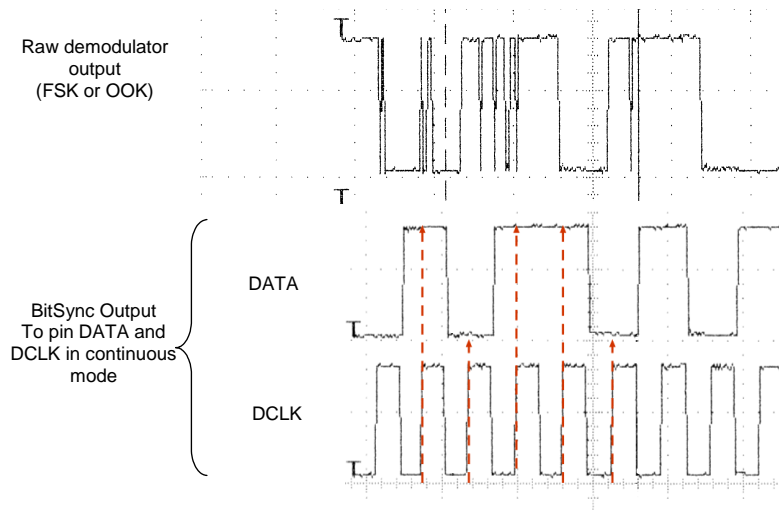 Raw demodulator
output
(FSK or OOK)
DATA
BitSync Output
To pin DATA and
DCLK in continuous
mode
DCLK